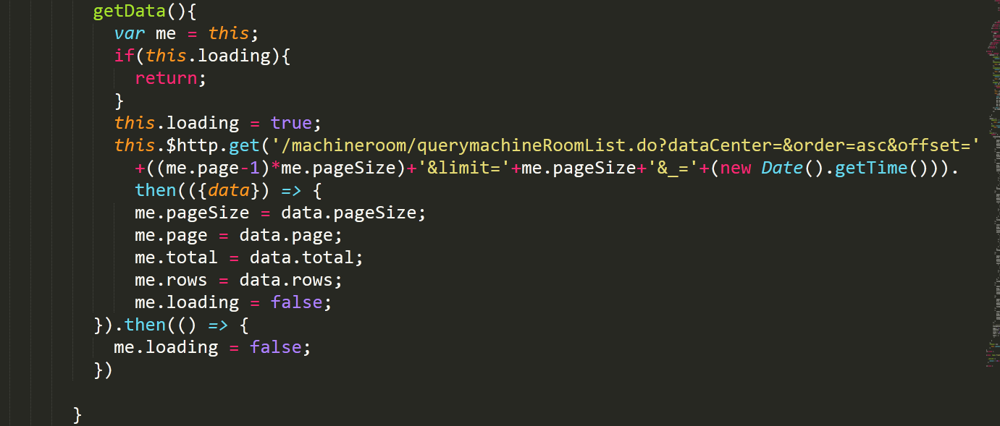 getData(){
var me = this;
if(this.loading){
return;
}
this.loading = true;
this.$http.get('/machineroom/querymachineRoomList.do?dataCenter=&order=asc&offset='
+((me.page-1)*me.pageSize)+'&limit='+me.pageSize+'&_='+(new Date().getTime())).
then(({data}) => {
me.pageSize = data.pageSize;
me.page = data.page;
me.total = data.total;
me.rows = data.rows;
me.loading = false;
}).then(() => {
me.loading = false;
})
}